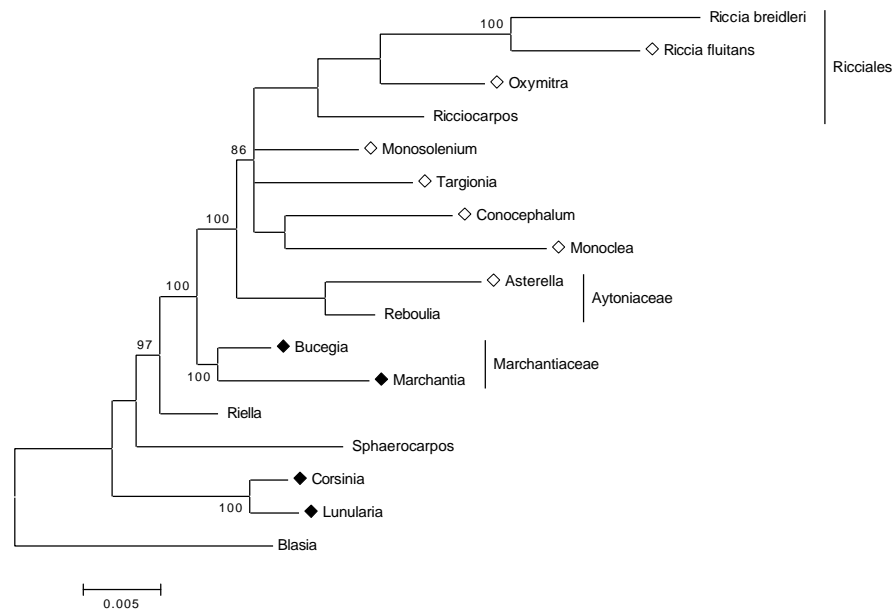 Riccia breidleri
100
Riccia fluitans
Ricciales
Oxymitra
Ricciocarpos
86
Monosolenium
Targionia
100
Conocephalum
Monoclea
Asterella
Aytoniaceae
100
Reboulia
97
Bucegia
Marchantiaceae
100
Marchantia
Riella
Sphaerocarpos
Corsinia
100
Lunularia
Blasia
0.005